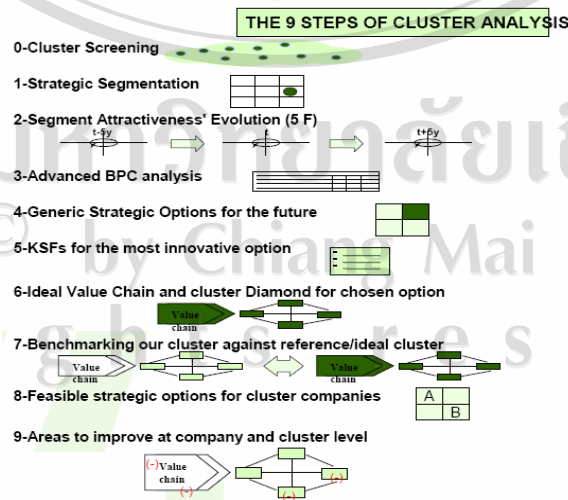 THE 9 STEPS OF CLUSTER ANALYSIS
0-Cluster Screening
1-Strategic Segmentation
2-Segment Attractiveness' Evolution (5 F)
t-5y
t
t+5y
3-Advanced BPC analysis
4-Generic Strategic Options for the future
©
by Chiang Mai
5-KSFs for the most innovative option
6-Ideal Value Chain and cluster Diamond for chosen option
Value
chain
7-Benchmarking our cluster against reference/ideal cluster
Value
chain
Value
chain
8-Feasible strategic options for cluster companies
A
B
9-Areas to improve at company and cluster level
(-) Value
chain
(-)
(-)
(-)